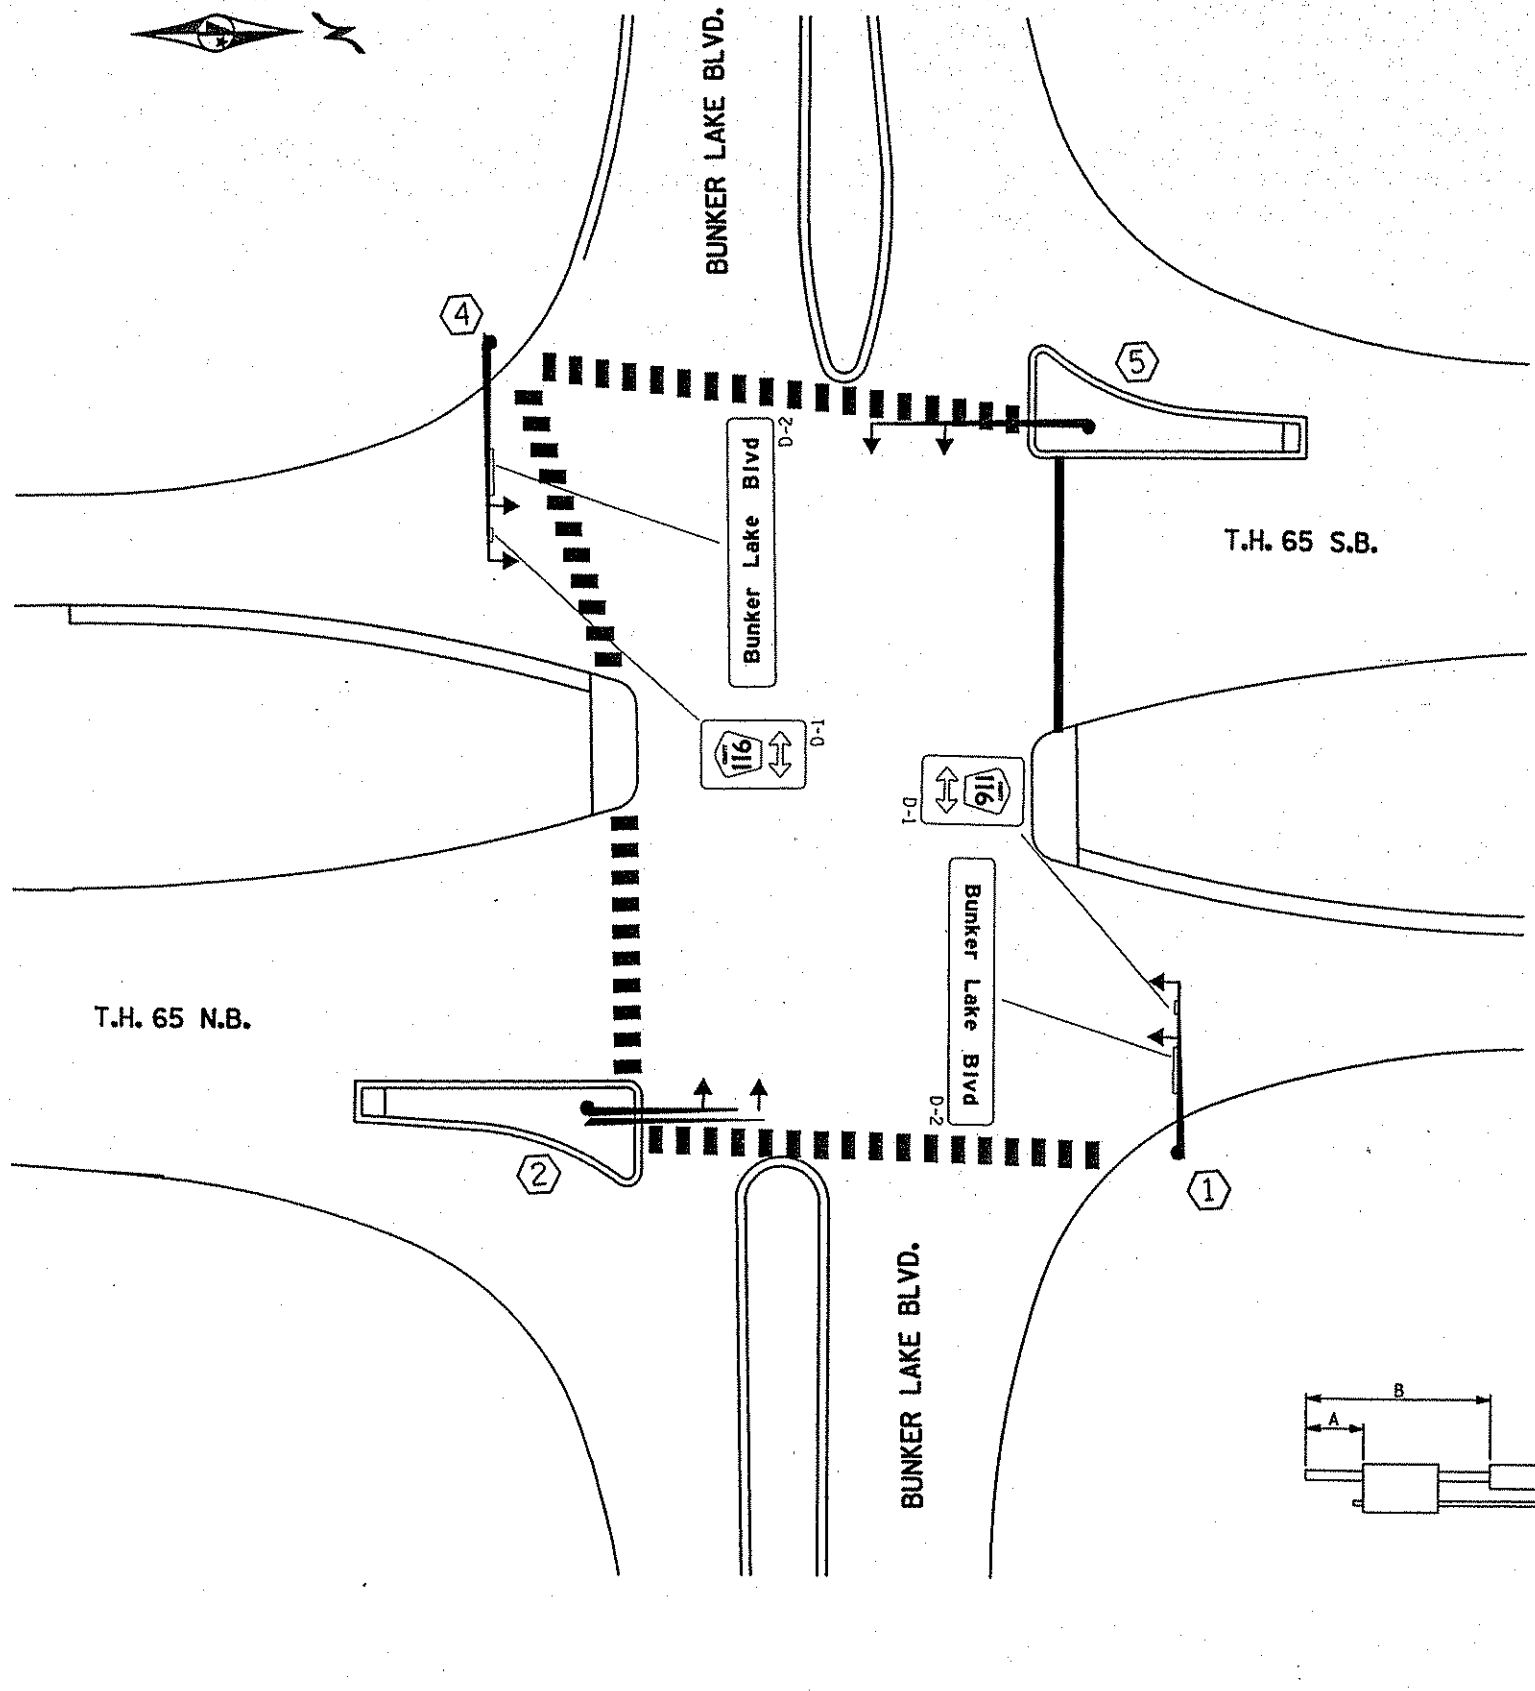 N
BUNKER LAKE BLVD.
4
5
D-2
Bunker Lake Blvd
T.H. 65 S.B.
116
D-1
116
D-1
Bunker Lake Blvd
D-2
T.H. 65 N.B.
2
1
BUNKER LAKE BLVD.
B
A